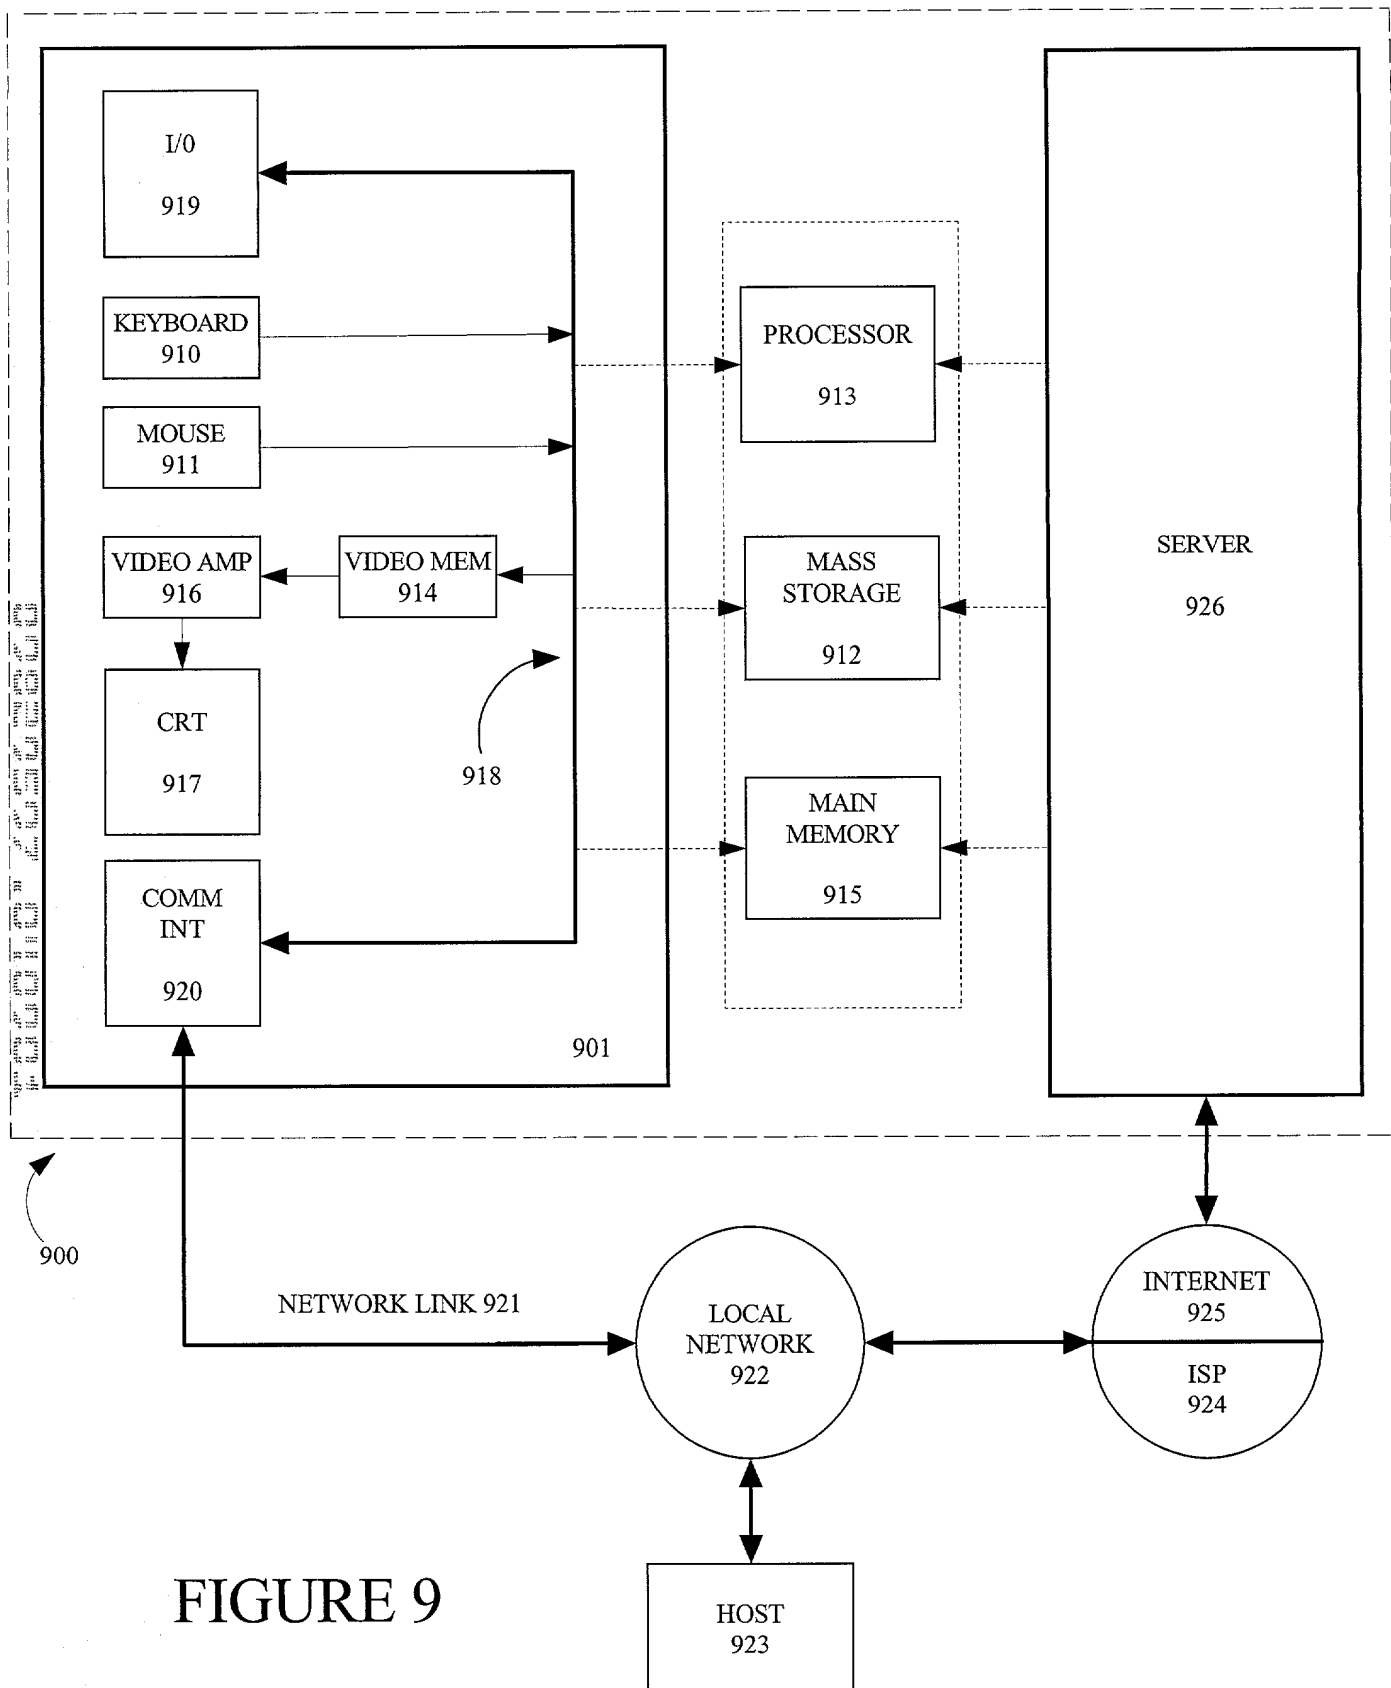 I/0
919
KEYBOARD
910
MOUSE
911
VIDEO AMP
916
VIDEO MEM
914
CRT
917
918
COMM
INT
920
901
PROCESSOR
913
MASS
STORAGE
912
MAIN
MEMORY
915
SERVER
926
900
NETWORK LINK 921
LOCAL
NETWORK
922
INTERNET
925
ISP
924
HOST
923
FIGURE 9